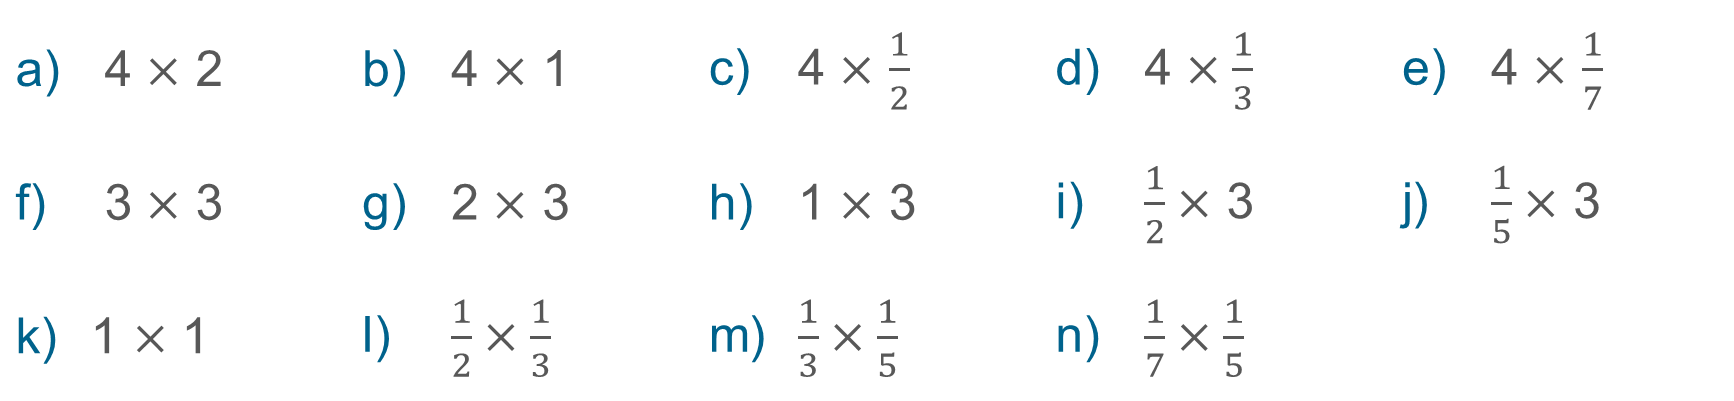 a) 4 × 2 b) 4 × 1 c) 4 × 1/2 d) 4 × 1/3 e) 4 × 1/7
f) 3 × 3 g) 2 × 3 h) 1 × 3 i) 1/2 × 3 j) 1/5 × 3
k) 1 × 1 l) 1/2 × 1/3 m) 1/3 × 1/5 n) 1/7 × 1/5